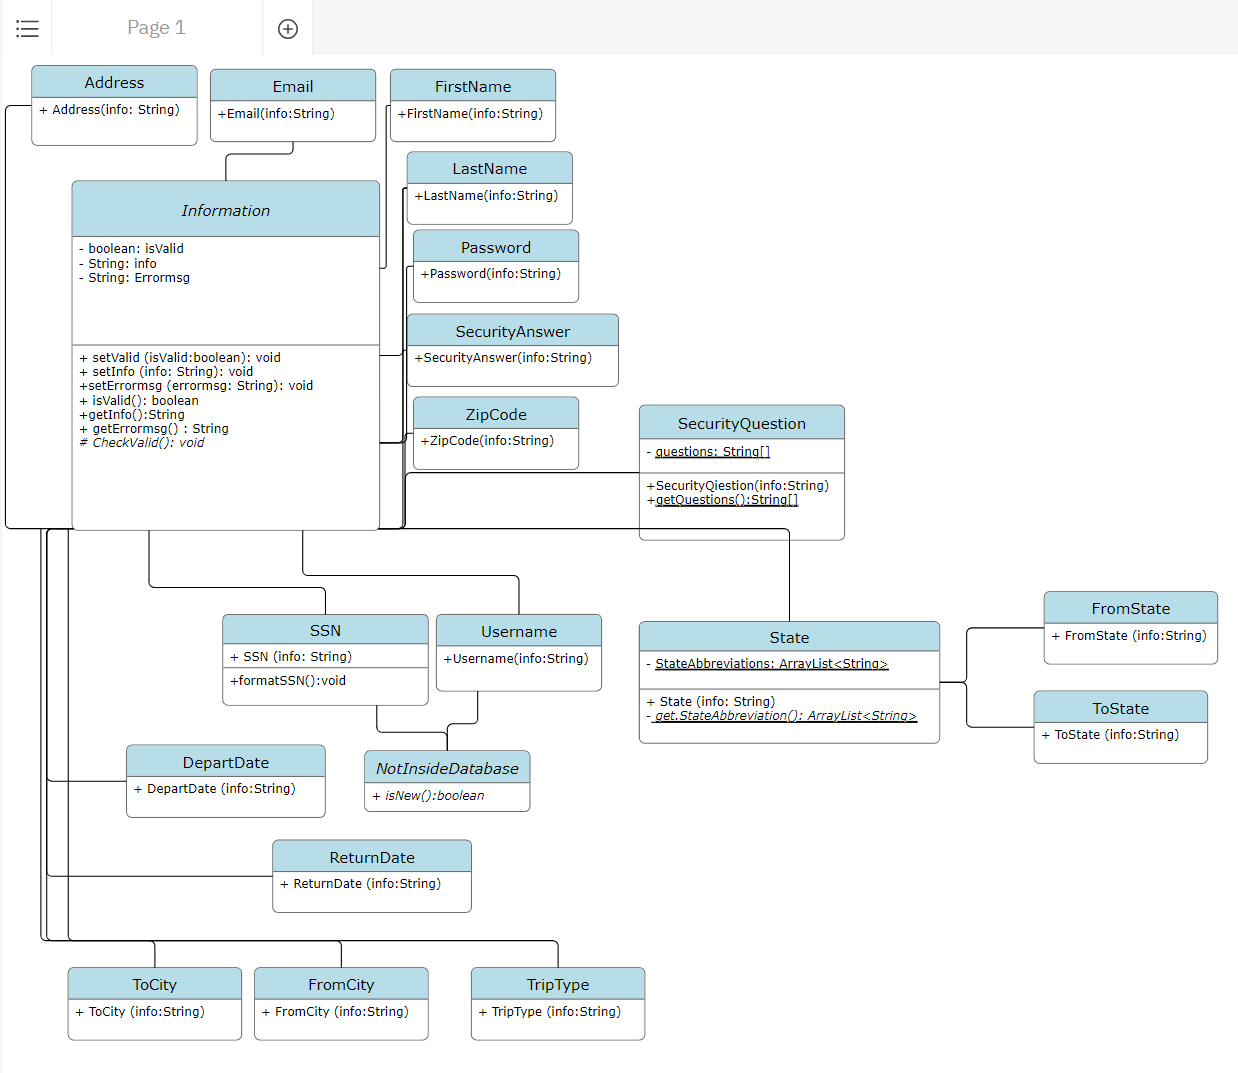 Page 1
Address
+ Address(info: String)
Email
+Email(info:String)
FirstName
+FirstName(info:String)
LastName
+LastName(info:String)
Information
- boolean: isValid
- String: info
- String: Errormsg
+ setValid (isValid:boolean): void
+ setInfo (info: String): void
+setErrormsg (errormsg: String): void
+ isValid(): boolean
+getInfo():String
+ getErrormsg() : String
# CheckValid(): void
Password
+Password(info:String)
SecurityAnswer
+SecurityAnswer(info:String)
ZipCode
+ZipCode(info:String)
SecurityQuestion
- questions: String[]
+SecurityQiestion(info:String)
+getQuestions():String[]
SSN
+ SSN (info: String)
+formatSSN():void
Username
+Username(info:String)
State
- StateAbbreviations: ArrayList<String>
+ State (info: String)
- get.StateAbbreviation(): ArrayList<String>
FromState
+ FromState (info:String)
ToState
+ ToState (info:String)
DepartDate
+ DepartDate (info:String)
NotInsideDatabase
+ isNew():boolean
ReturnDate
+ ReturnDate (info:String)
ToCity
+ ToCity (info:String)
FromCity
+ FromCity (info:String)
TripType
+ TripType (info:String)